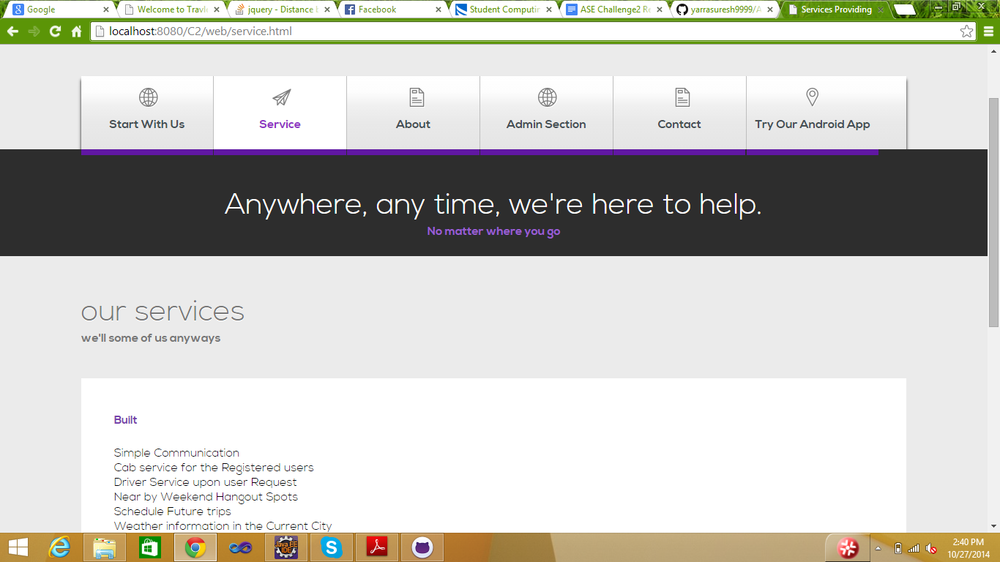 Google
Welcome to Travle
jquery - Distance b
Facebook
Student Computin
ASE Challenge2 Re
yarrasuresh9999/A
Services Providing
localhost:8080/C2/web/service.html
Start With Us
Service
About
Admin Section
Contact
Try Our Android App
Anywhere, any time, we're here to help.
No matter where you go
our services
we'll some of us anyways
Built
Simple Communication
Cab service for the Registered users
Driver Service upon user Request
Near by Weekend Hangout Spots
Schedule Future trips
Weather information in the Current City
Java EE
IDE
2:40 PM
10/27/2014